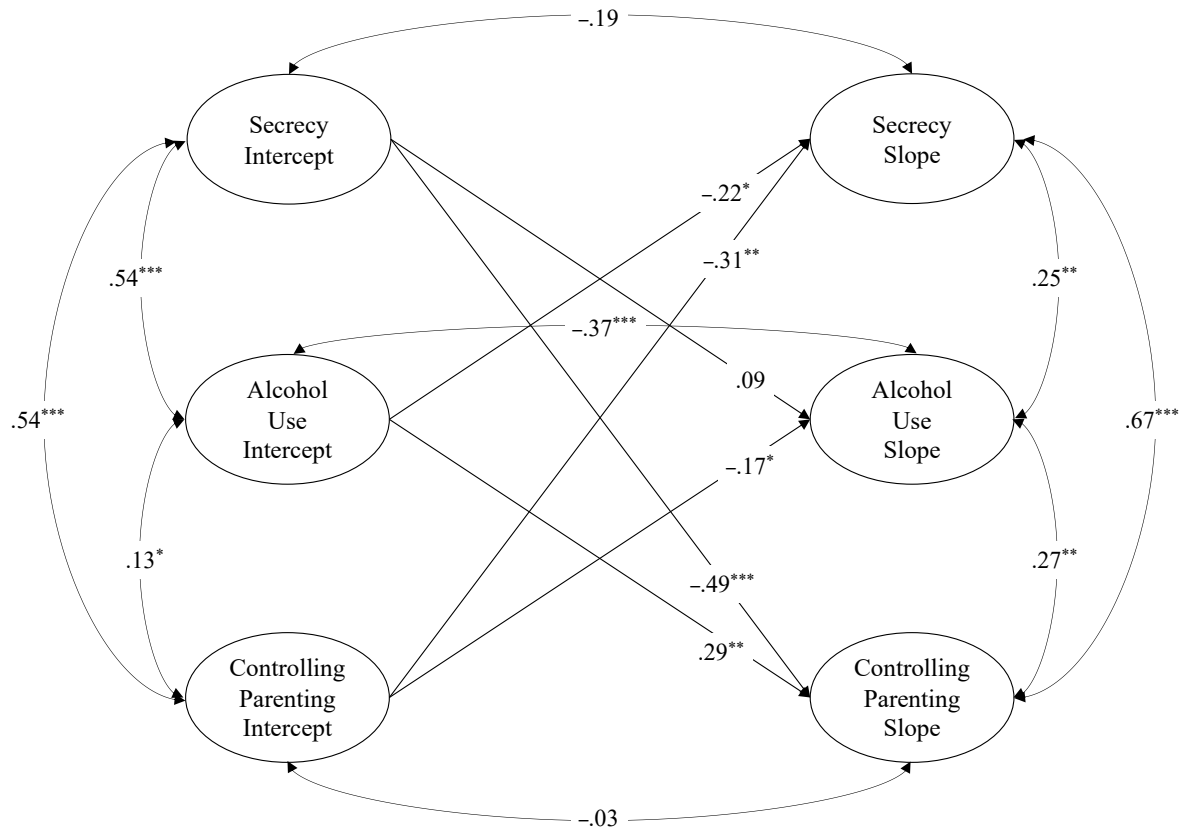 –.19
Secrecy
Intercept
Secrecy
Slope
–.22*
–.31**
.54***
.25**
–.37***
Alcohol
Use
Intercept
.09
Alcohol
Use
Slope
.54***
.67***
–.17*
.13*
.27**
–.49***
.29**
Controlling
Parenting
Intercept
Controlling
Parenting
Slope
–.03